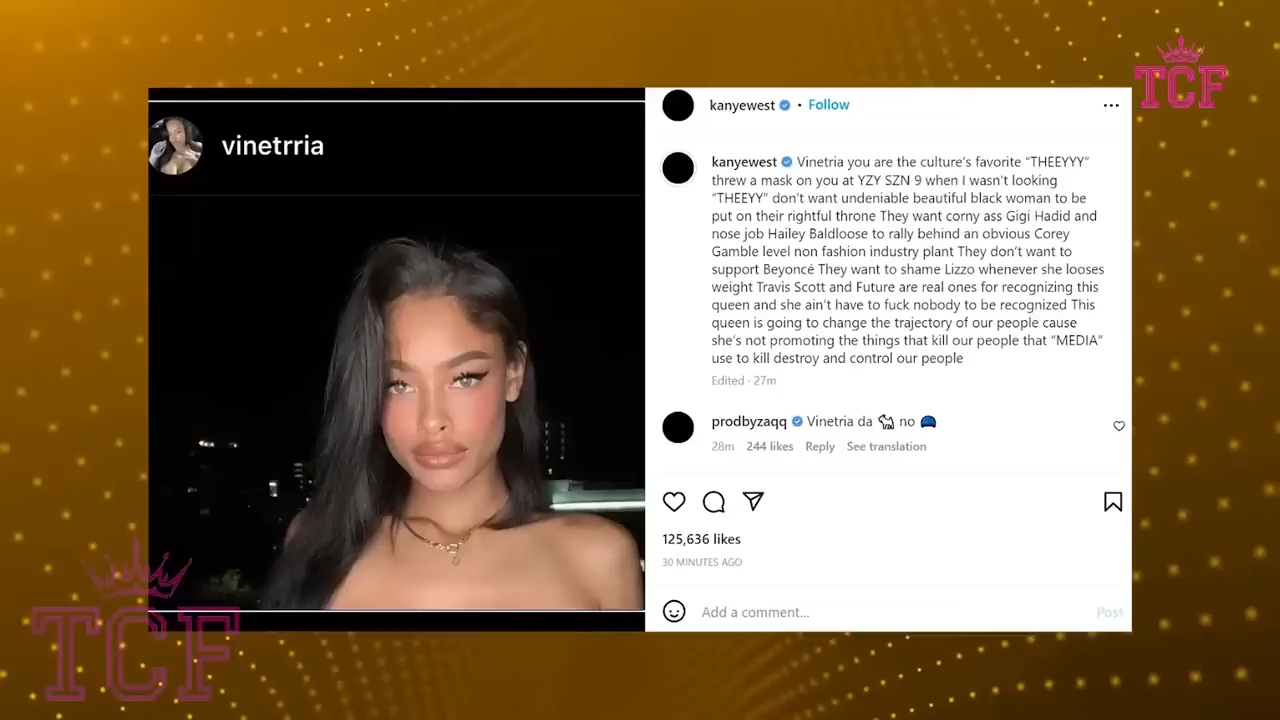 TCF
vinetrria
kanyewest • Follow
kanyewest Vinetria you are the culture's favorite “THEEYYY”
threw a mask on you at YZY SZN 9 when I wasn't looking
“THEEYY” don't want undeniable beautiful black woman to be
put on their rightful throne They want corny ass Gigi Hadid and
nose job Hailey Baldloose to rally behind an obvious Corey
Gamble level non fashion industry plant They don't want to
support Beyoncé They want to shame Lizzo whenever she looses
weight Travis Scott and Future are real ones for recognizing this
queen and she ain't have to fuck nobody to be recognized This
queen is going to change the trajectory of our people cause
she's not promoting the things that kill our people that “MEDIA”
use to kill destroy and control our people
Edited · 27m
prodbyzaqq Vinetria da 🐐 no 🧢
28m 244 likes Reply See translation
125,636 likes
30 MINUTES AGO
Add a comment...
Post
TCF